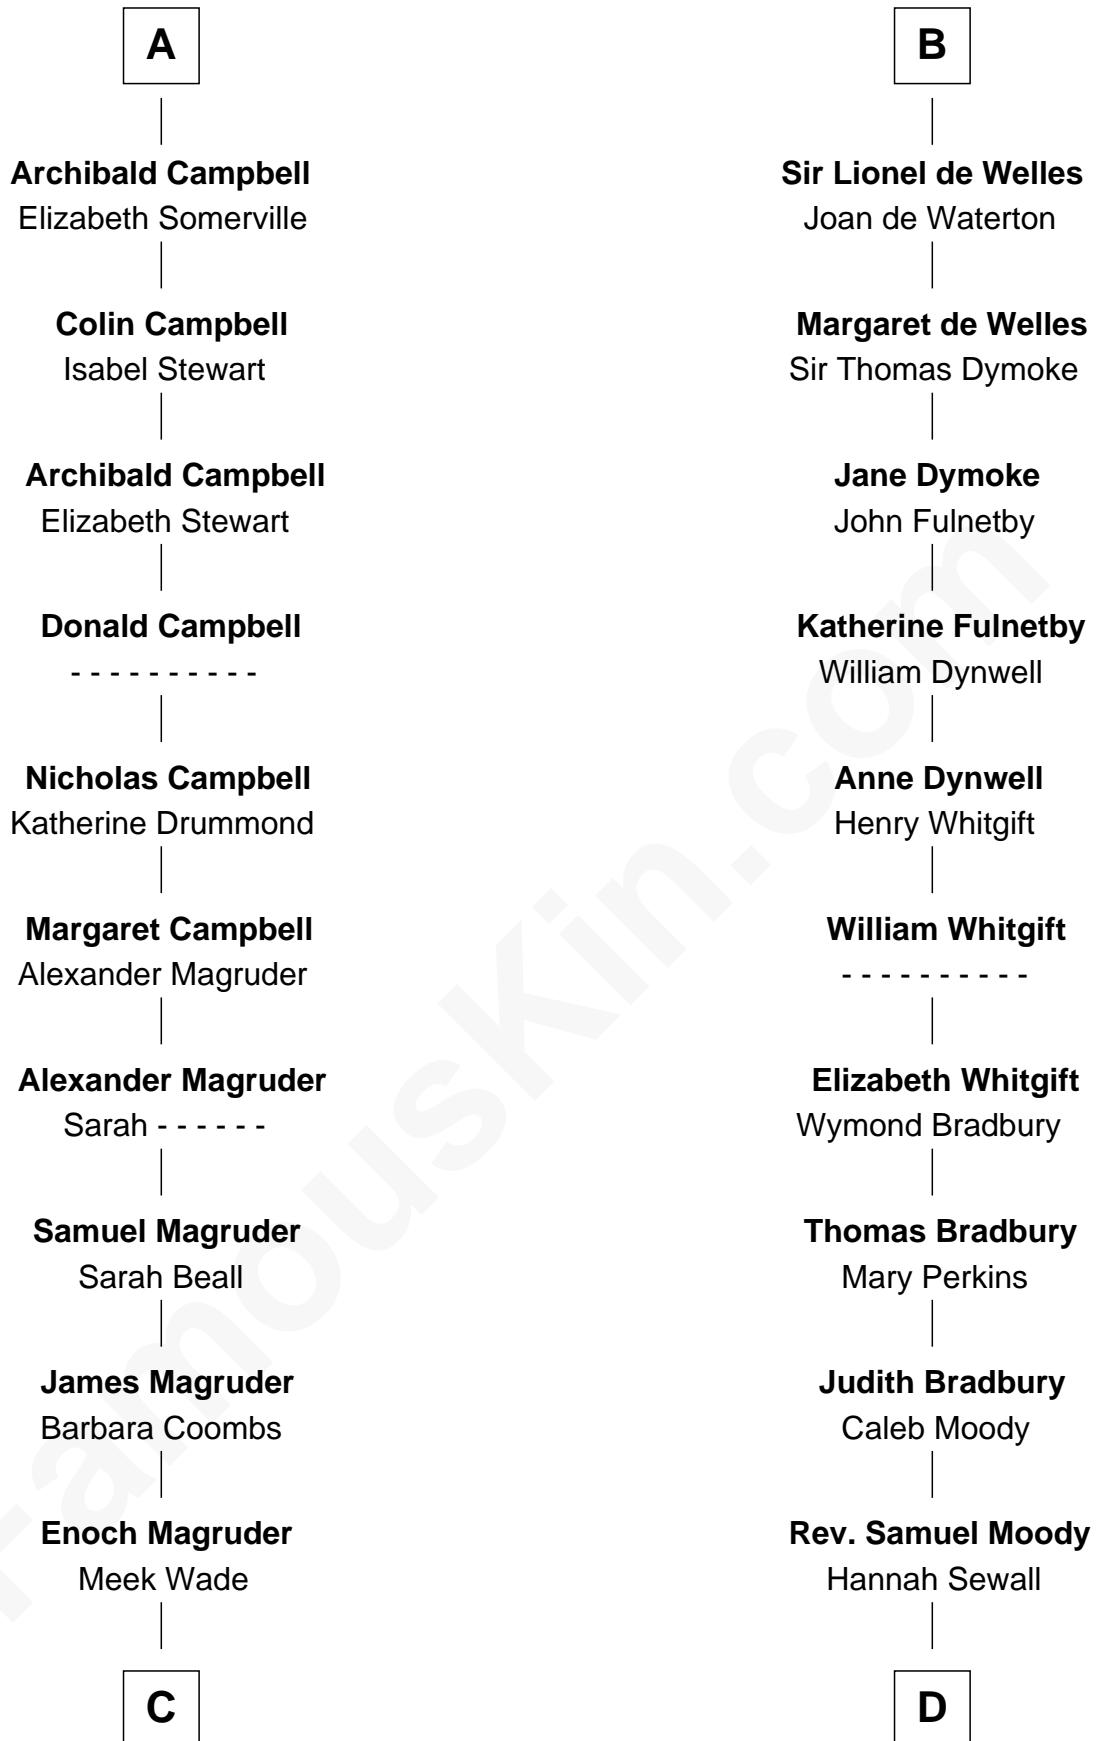 A
Archibald Campbell
Elizabeth Somerville
Colin Campbell
Isabel Stewart
Archibald Campbell
Elizabeth Stewart
Donald Campbell
- - - - - - - - - -
Nicholas Campbell
Katherine Drummond
Margaret Campbell
Alexander Magruder
Alexander Magruder
Sarah - - - - - -
Samuel Magruder
Sarah Beall
James Magruder
Barbara Coombs
Enoch Magruder
Meek Wade
C
B
Sir Lionel de Welles
Joan de Waterton
Margaret de Welles
Sir Thomas Dymoke
Jane Dymoke
John Fulnetby
Katherine Fulnetby
William Dynwell
Anne Dynwell
Henry Whitgift
William Whitgift
- - - - - - - - - -
Elizabeth Whitgift
Wymond Bradbury
Thomas Bradbury
Mary Perkins
Judith Bradbury
Caleb Moody
Rev. Samuel Moody
Hannah Sewall
D
FamousKin.com